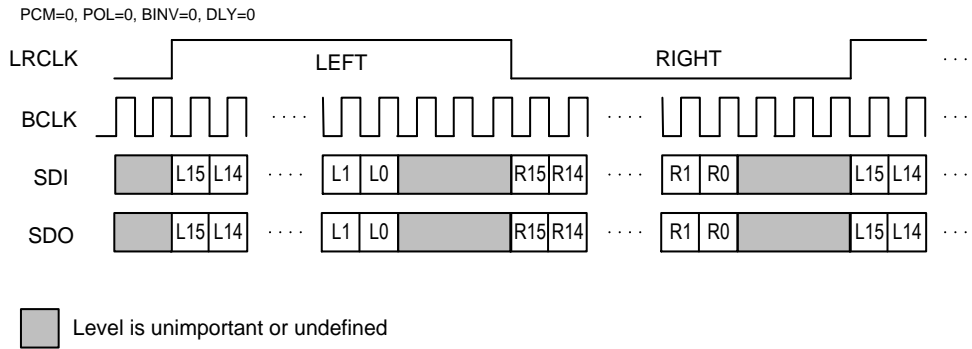 PCM=0, POL=0, BINV=0, DLY=0
LRCLK LEFT RIGHT . . .
BCLK . . . . . . . . . . .
SDI L15 L14 . . . . L1 L0 R15 R14 . . . . R1 R0 L15 L14 . . .
SDO L15 L14 . . . . L1 L0 R15 R14 . . . . R1 R0 L15 L14 . . .
Level is unimportant or undefined